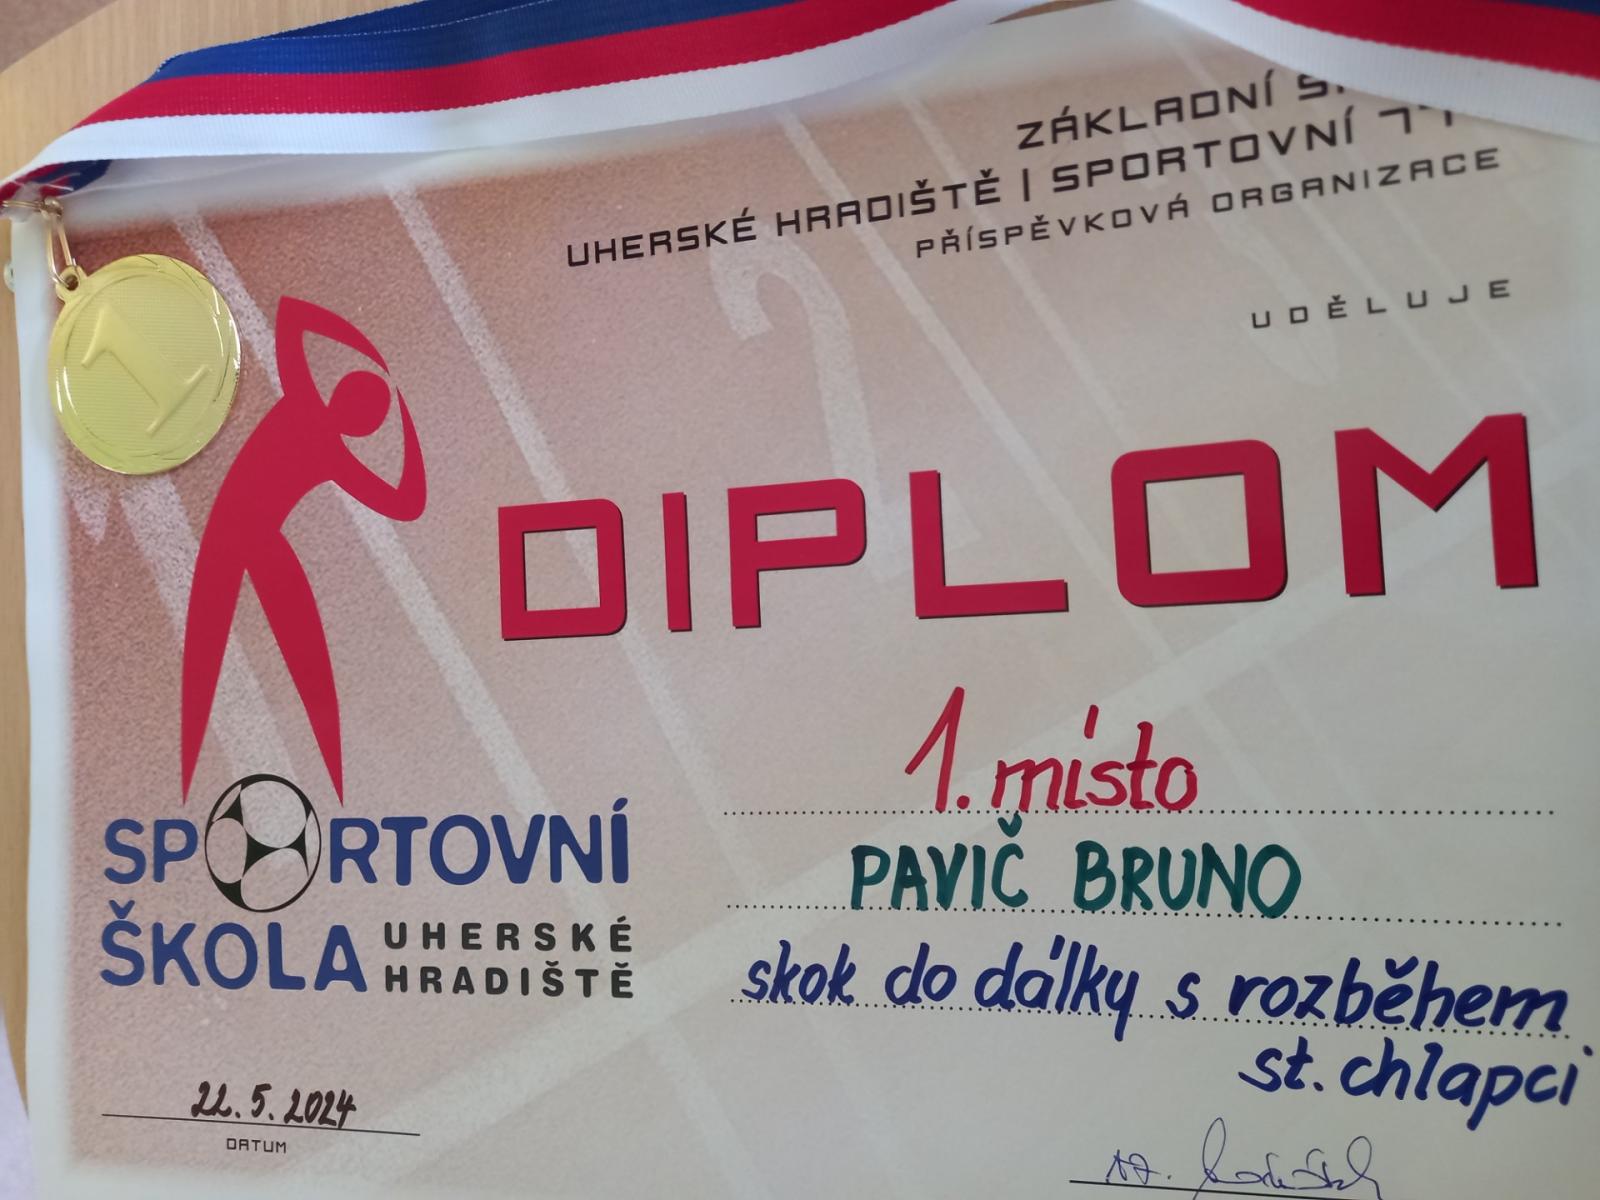 ZÁKLADNÍ
UHERSKÉ HRADIŠTĚ | SPORTOVNÍ
PŘÍSPĚVKOVÁ ORGANIZACE
UDĚLUJE
1
DIPLOM
1. místo
PAVIČ BRUNO
skok do dálky s rozběhem
st. chlapci
SPORTOVNÍ
ŠKOLA UHERSKÉ
HRADIŠTĚ
22. 5. 2024
DATUM